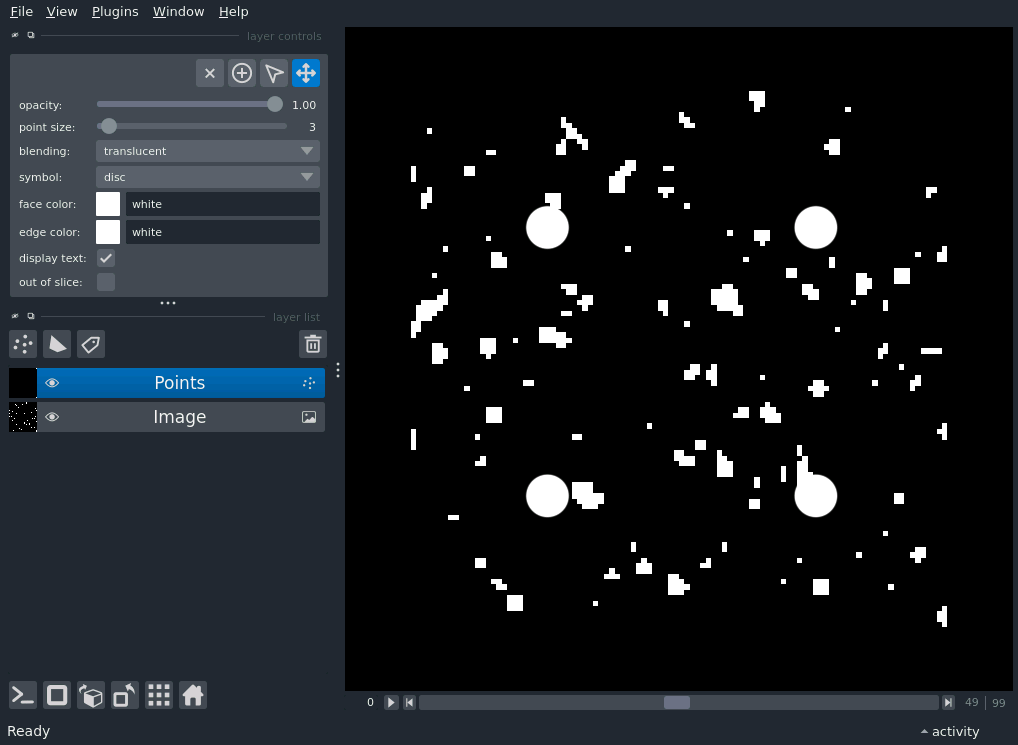 File View Plugins Window Help
layer controls
opacity: 1.00
point size: 3
blending: translucent
symbol: disc
face color: white
edge color: white
display text:
out of slice:
layer list
Points
Image
0 49 99
Ready activity